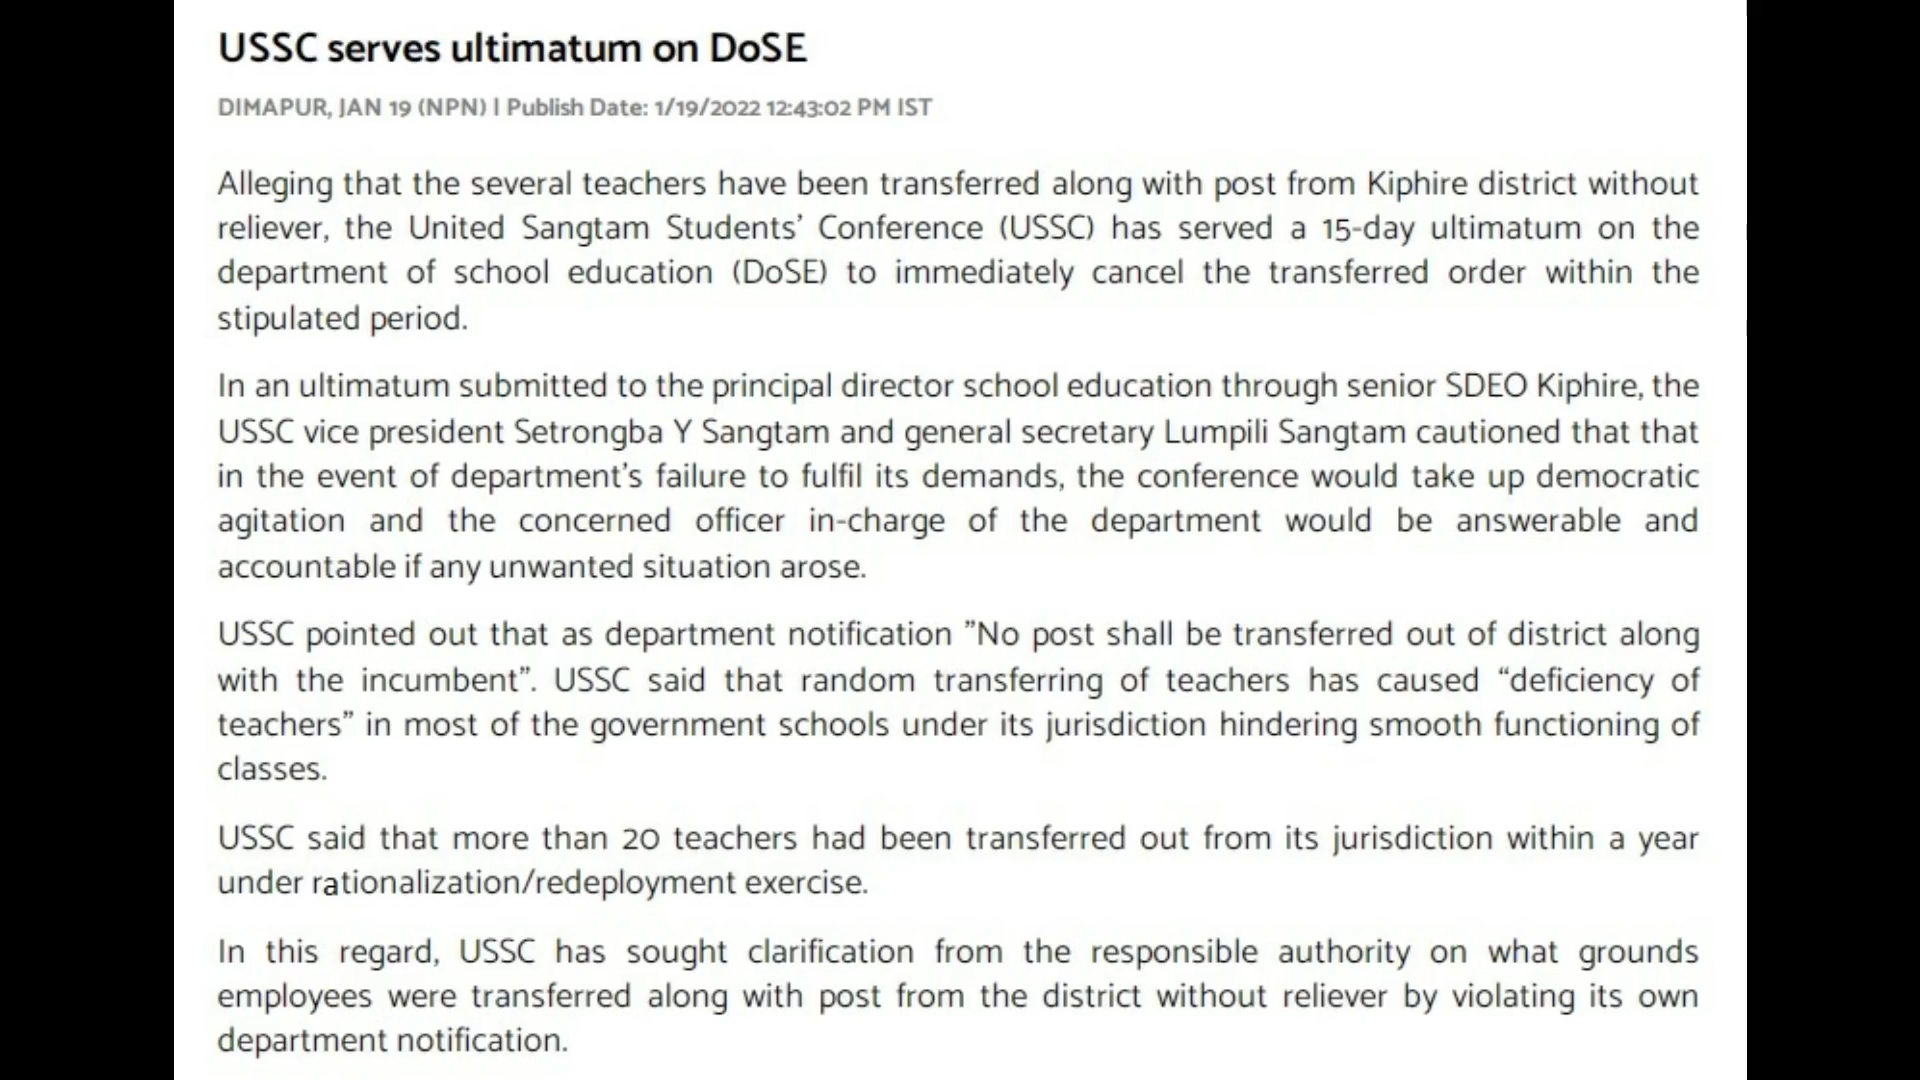 USSC serves ultimatum on DoSE
DIMAPUR, JAN 19 (NPN) | Publish Date: 1/19/2022 12:43:02 PM IST
Alleging that the several teachers have been transferred along with post from Kiphire district without
reliever, the United Sangtam Students’ Conference (USSC) has served a 15-day ultimatum on the
department of school education (DoSE) to immediately cancel the transferred order within the
stipulated period.
In an ultimatum submitted to the principal director school education through senior SDEO Kiphire, the
USSC vice president Setrongba Y Sangtam and general secretary Lumpili Sangtam cautioned that that
in the event of department’s failure to fulfil its demands, the conference would take up democratic
agitation and the concerned officer in-charge of the department would be answerable and
accountable if any unwanted situation arose.
USSC pointed out that as department notification ”No post shall be transferred out of district along
with the incumbent”. USSC said that random transferring of teachers has caused “deficiency of
teachers” in most of the government schools under its jurisdiction hindering smooth functioning of
classes.
USSC said that more than 20 teachers had been transferred out from its jurisdiction within a year
under rationalization/redeployment exercise.
In this regard, USSC has sought clarification from the responsible authority on what grounds
employees were transferred along with post from the district without reliever by violating its own
department notification.